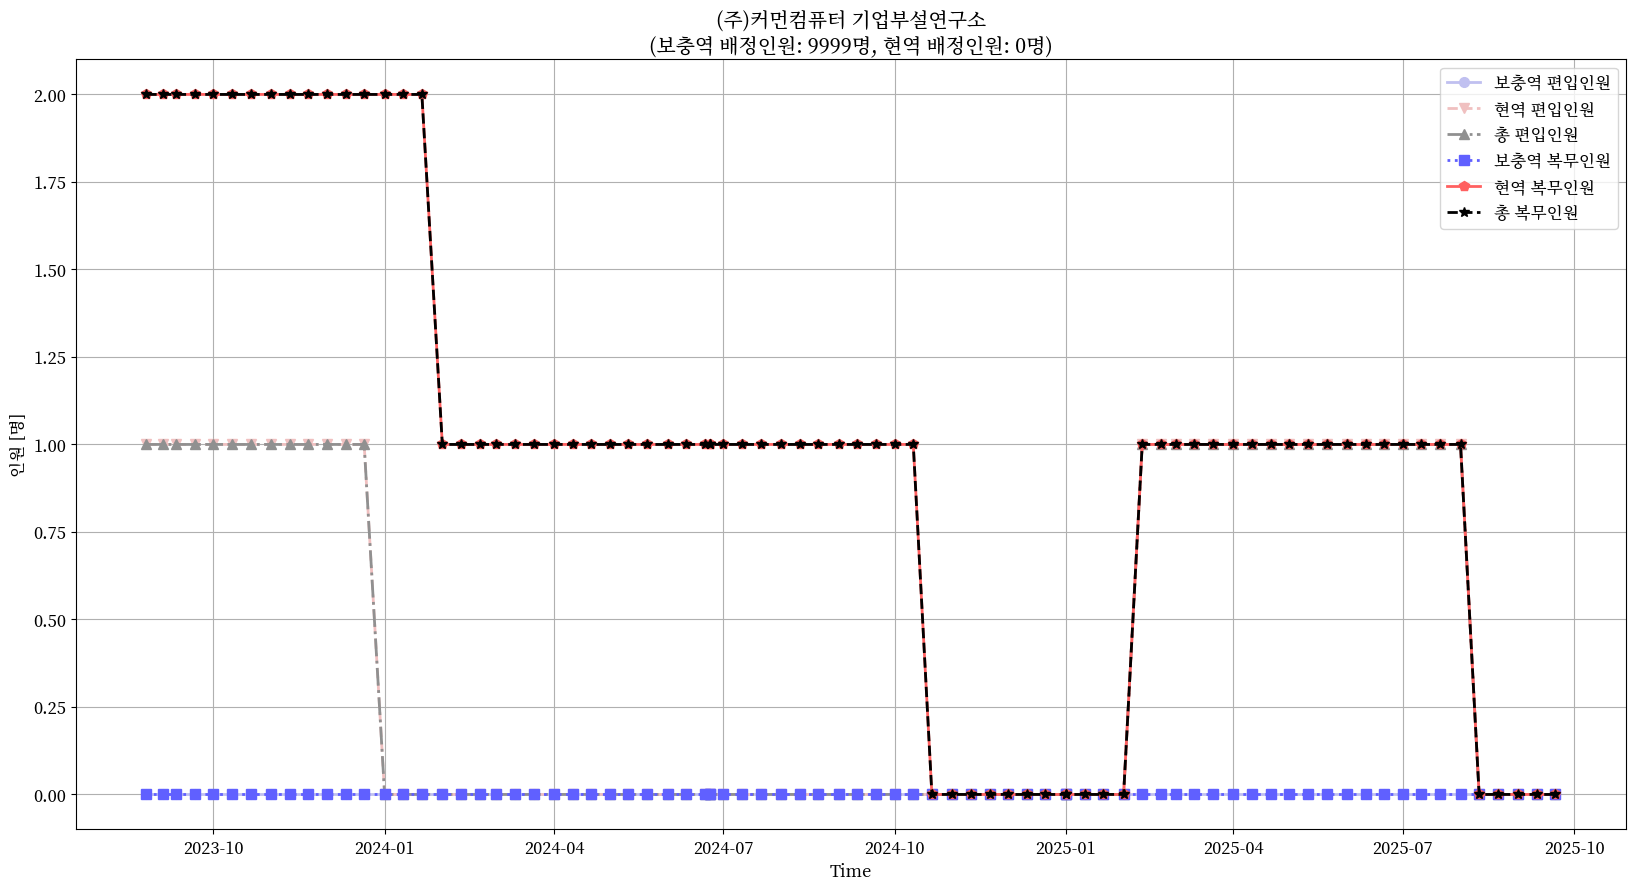 (주)커먼컴퓨터 기업부설연구소
(보충역 배정인원: 9999명, 현역 배정인원: 0명)
보충역 편입인원
현역 편입인원
총 편입인원
보충역 복무인원
현역 복무인원
총 복무인원
인원 [명]
2.00
1.75
1.50
1.25
1.00
0.75
0.50
0.25
0.00
2023-10
2024-01
2024-04
2024-07
2024-10
2025-01
2025-04
2025-07
2025-10
Time